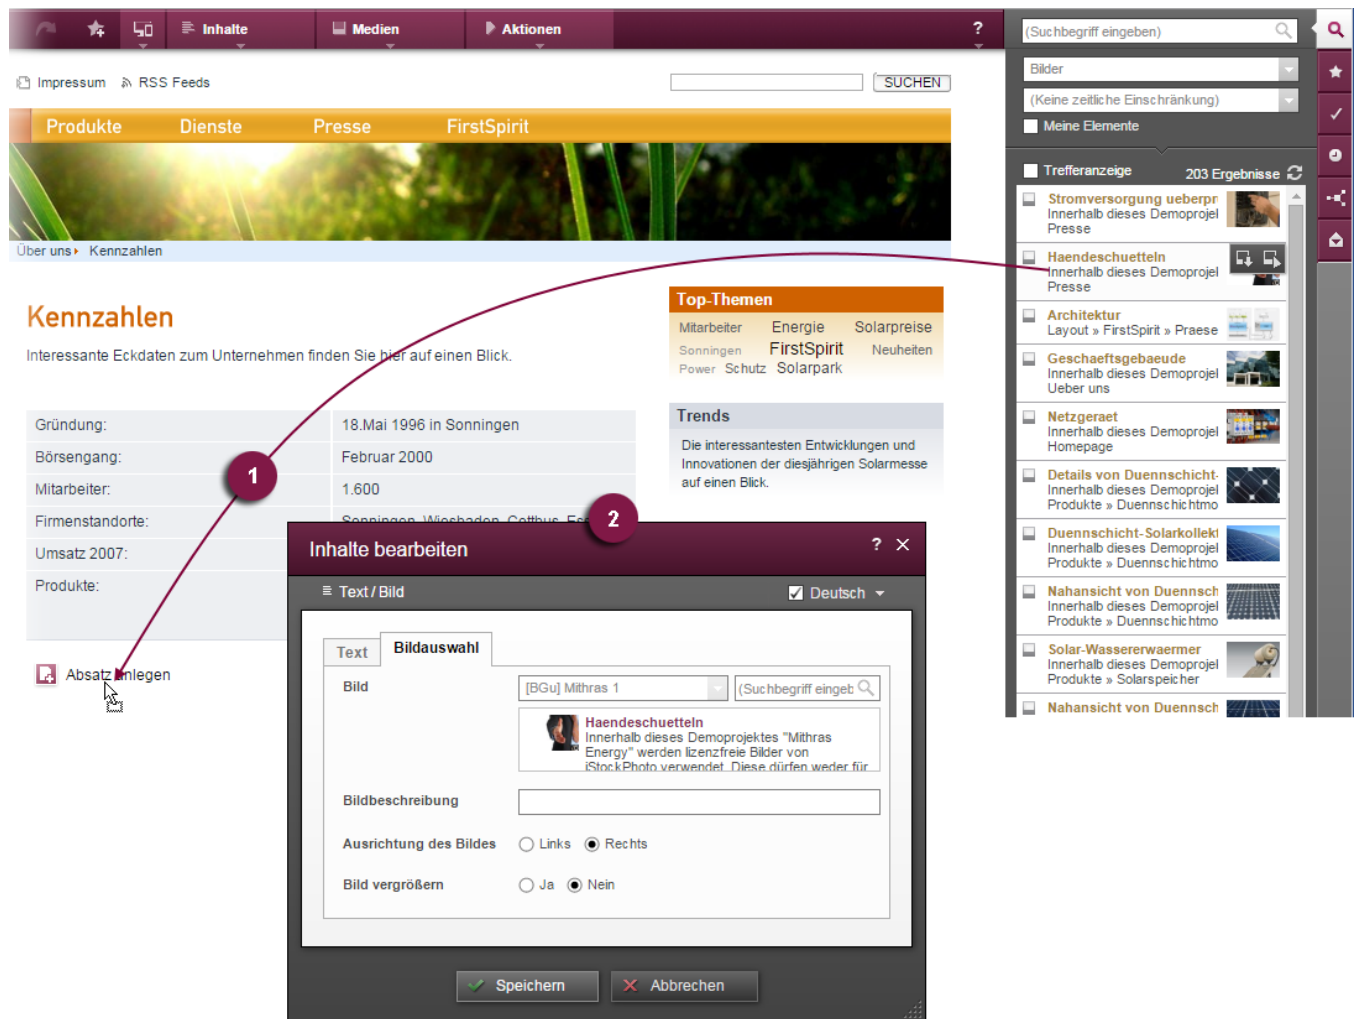 Inhalte
Medien
Aktionen
?
(Suchbegriff eingeben)
Impressum
RSS Feeds
SUCHEN
Bilder
(Keine zeitliche Einschränkung)
Meine Elemente
Produkte
Dienste
Presse
FirstSpirit
Trefferanzeige
203 Ergebnisse
Stromversorgung ueberpr
Innerhalb dieses Demoprojel
Presse
Haendeschuetteln
Innerhalb dieses Demoprojel
Presse
Architektur
Layout » FirstSpirit » Praese
Geschaeftsgebaeude
Innerhalb dieses Demoprojel
Ueber uns
Netzgeraet
Innerhalb dieses Demoprojel
Homepage
Details von Duennschicht-
Innerhalb dieses Demoprojel
Produkte » Duennschichtmo
Duennschicht-Solarkollekt
Innerhalb dieses Demoprojel
Produkte » Duennschichtmo
Nahansicht von Duennsch
Innerhalb dieses Demoprojel
Produkte » Duennschichtmo
Solar-Wassererwaermer
Innerhalb dieses Demoprojel
Produkte » Solarspeicher
Nahansicht von Duennsch
Über uns
Kennzahlen
Kennzahlen
Interessante Eckdaten zum Unternehmen finden Sie hier auf einen Blick.
Top-Themen
Mitarbeiter Energie Solarpreise
Sonningen FirstSpirit Neuheiten
Power Schutz Solarpark
Trends
Die interessantesten Entwicklungen und
Innovationen der diesjährigen Solarmesse
auf einen Blick.
Gründung: 18.Mai 1996 in Sonningen
Börsengang: Februar 2000
Mitarbeiter: 1.600
Firmenstandorte: Sonningen, Wiesbaden, Cottbus,
Umsatz 2007:
Produkte:
Absatz anlegen
1
2
Inhalte bearbeiten
?
Text / Bild
Deutsch
Text
Bildauswahl
Bild
[BGu] Mithras 1
(Suchbegriff eingeb
Haendeschuetteln
Innerhalb dieses Demoprojektes "Mithras
Energy" werden lizenzfreie Bilder von
iStockPhoto verwendet. Diese dürfen weder für
Bildbeschreibung
Ausrichtung des Bildes
Links
Rechts
Bild vergrößern
Ja
Nein
Speichern
Abbrechen